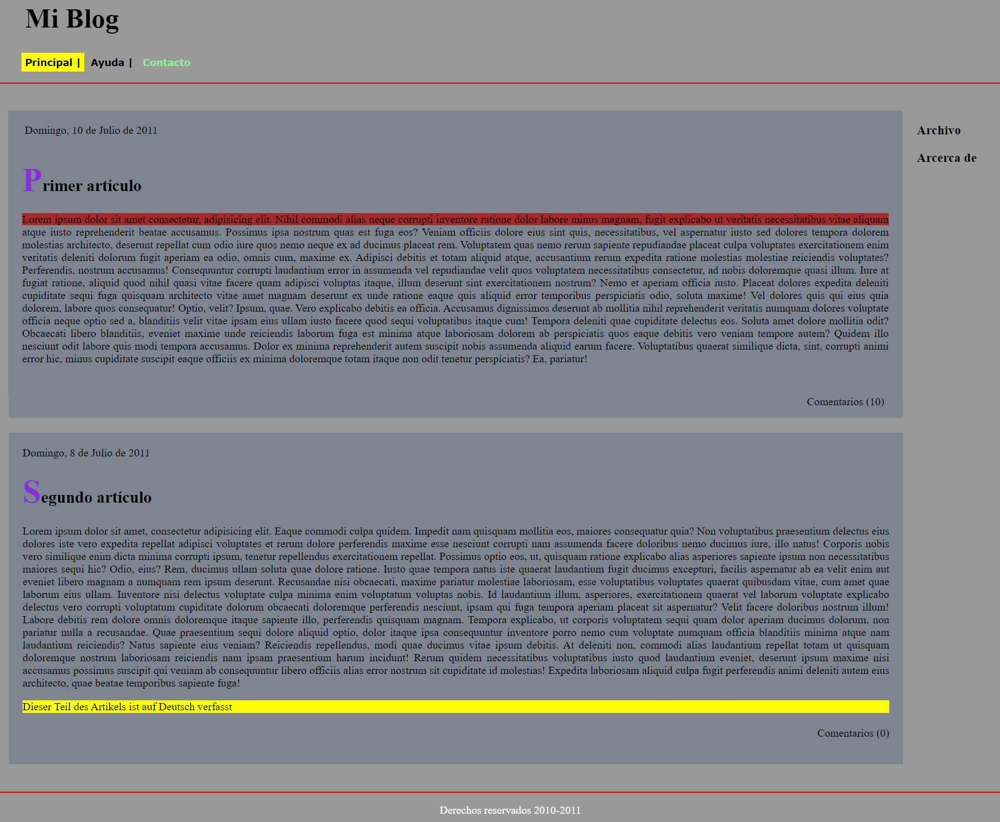 Mi Blog
Principal | Ayuda | Contacto
Domingo, 10 de Julio de 2011
Archivo
Arcerca de
Primer artículo
Lorem ipsum dolor sit amet consectetur, adipisicing elit. Nihil commodi alias neque corrupti inventore ratione dolor labore minus magnam, fugit explicabo ut veritatis necessitatibus vitae aliquam
atque iusto reprehenderit beatae accusamus. Possimus ipsa nostrum quas est fuga eos? Veniam officiis dolore eius sint quis, necessitatibus, vel aspernatur iusto sed dolores tempora dolorem
molestias architecto, deserunt repellat cum odio iure quos nemo neque ex ad ducimus placeat rem. Voluptatem quas nemo rerum sapiente repudiandae placeat culpa voluptates exercitationem enim
veritatis deleniti dolorum fugit aperiam ea odio, omnis cum, maxime ex. Adipisci debitis et totam aliquid atque, accusantium rerum expedita ratione molestias molestiae reiciendis voluptates?
Perferendis, nostrum accusamus! Consequuntur corrupti laudantium error in assumenda vel repudiandae velit quos voluptatem necessitatibus consectetur, ad nobis doloremque quasi illum. Iure at
fugiat ratione, aliquid quod nihil quasi vitae facere quam adipisci voluptas itaque, illum deserunt sint exercitationem nostrum? Nemo et aperiam officia iusto. Placeat dolores expedita deleniti
cupiditate sequi fuga quisquam architecto vitae amet magnam deserunt ex unde ratione eaque quis aliquid error temporibus perspiciatis odio, soluta maxime! Vel dolores quis qui eius quia
dolorem, labore quos consequatur! Optio, velit? Ipsum, quae. Vero explicabo debitis ea officia. Accusamus dignissimos deserunt ab mollitia nihil reprehenderit veritatis numquam dolores voluptate
officia neque optio sed a, blanditiis velit vitae ipsam eius ullam iusto facere quod sequi voluptatibus itaque cum! Tempora deleniti quae cupiditate delectus eos. Soluta amet dolore mollitia odit?
Obcaecati libero blanditiis, eveniet maxime unde reiciendis laborum fuga est minima atque laboriosam dolorem ab perspiciatis quos eaque debitis vero veniam tempore autem? Quidem illo
nesciunt odit labore quis modi tempora accusamus. Dolor ex minima reprehenderit autem suscipit nobis assumenda aliquid earum facere. Voluptatibus quaerat similique dicta, sint, corrupti animi
error hic, minus cupiditate suscipit eaque officiis ex minima doloremque totam itaque non odit tenetur perspiciatis? Ea, pariatur!
Comentarios (10)
Domingo, 8 de Julio de 2011
Segundo artículo
Lorem ipsum dolor sit amet, consectetur adipisicing elit. Eaque commodi culpa quidem. Impedit nam quisquam mollitia eos, maiores consequatur quia? Non voluptatibus praesentium delectus eius
dolores iste vero expedita repellat adipisci voluptates et rerum dolore perferendis maxime esse nesciunt corrupti nam assumenda facere doloribus nemo ducimus iure, illo natus! Corporis nobis
vero similique enim dicta minima corrupti ipsum, tenetur repellendus exercitationem repellat. Possimus optio eos, ut, quisquam ratione explicabo alias asperiores sapiente ipsum non necessitatibus
maiores sequi hic? Odio, eius? Rem, ducimus ullam soluta quae dolore ratione. Iusto quae tempora natus iste quaerat laudantium fugit ducimus excepturi, facilis aspernatur ab ea velit enim aut
eveniet libero magnam a numquam rem ipsum deserunt. Recusandae nisi obcaecati, maxime pariatur molestiae laboriosam, esse voluptatibus voluptates quaerat quibusdam vitae, cum amet quae
laborum eius ullam. Inventore nisi delectus voluptate culpa minima enim voluptatum voluptas nobis. Id laudantium illum, asperiores, exercitationem quaerat vel laborum voluptate explicabo
delectus vero corrupti voluptatum cupiditate dolorum obcaecati doloremque perferendis nesciunt, ipsam qui fuga tempora aperiam placeat sit aspernatur? Velit facere doloribus nostrum illum!
Labore debitis rem dolore omnis doloremque itaque sapiente illo, perferendis quisquam magnam. Tempora explicabo, ut corporis voluptatem sequi quam dolor aperiam ducimus dolorum, non
pariatur nulla a recusandae. Quae praesentium sequi dolore aliquid optio, dolor itaque ipsa consequuntur inventore porro nemo cum voluptate numquam officia blanditiis minima atque nam
laudantium reiciendis? Natus sapiente eius veniam? Reiciendis repellendus, modi quae ducimus vitae ipsum debitis. At deleniti non, commodi alias laudantium repellat totam ut quisquam
doloremque nostrum laboriosam reiciendis nam ipsam praesentium harum incidunt! Rerum quidem necessitatibus voluptatibus iusto quod laudantium eveniet, deserunt ipsum maxime nisi
accusamus possimus suscipit qui veniam ab consequuntur libero officiis alias error nostrum sit cupiditate id molestias! Expedita laboriosam aliquid culpa fugit perferendis animi deleniti autem eius
architecto, quae beatae temporibus sapiente fuga!
Dieser Teil des Artikels ist auf Deutsch verfasst
Comentarios (0)
Derechos reservados 2010-2011